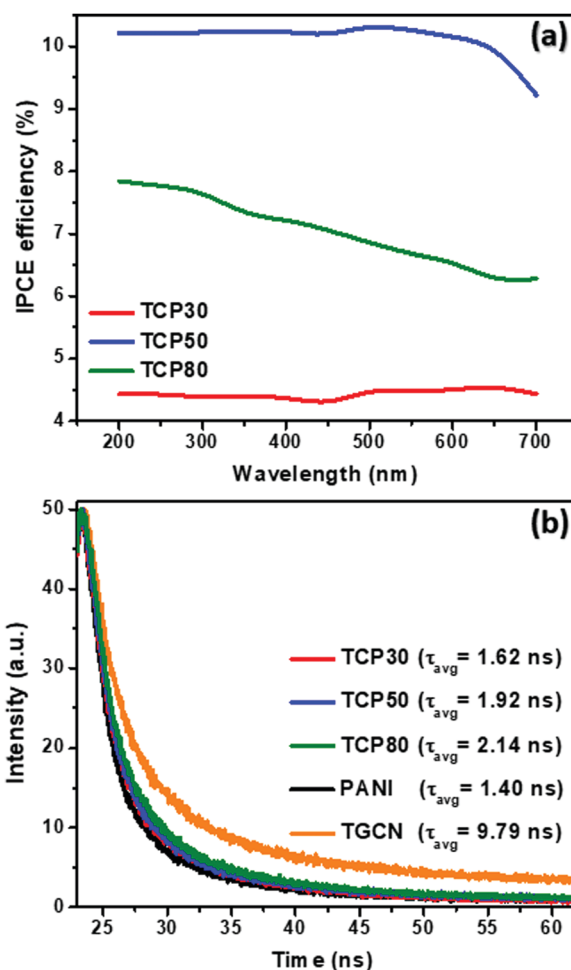 (a)
IPCE efficiency (%)
10
9
8
7
6
5
4
TCP30
TCP50
TCP80
200 300 400 500 600 700
Wavelength (nm)
(b)
Intensity (a.u.)
50
40
30
20
10
0
TCP30 (τavg= 1.62 ns)
TCP50 (τavg= 1.92 ns)
TCP80 (τavg= 2.14 ns)
PANI (τavg= 1.40 ns)
TGCN (τavg= 9.79 ns)
25 30 35 40 45 50 55 60
Time (ns)